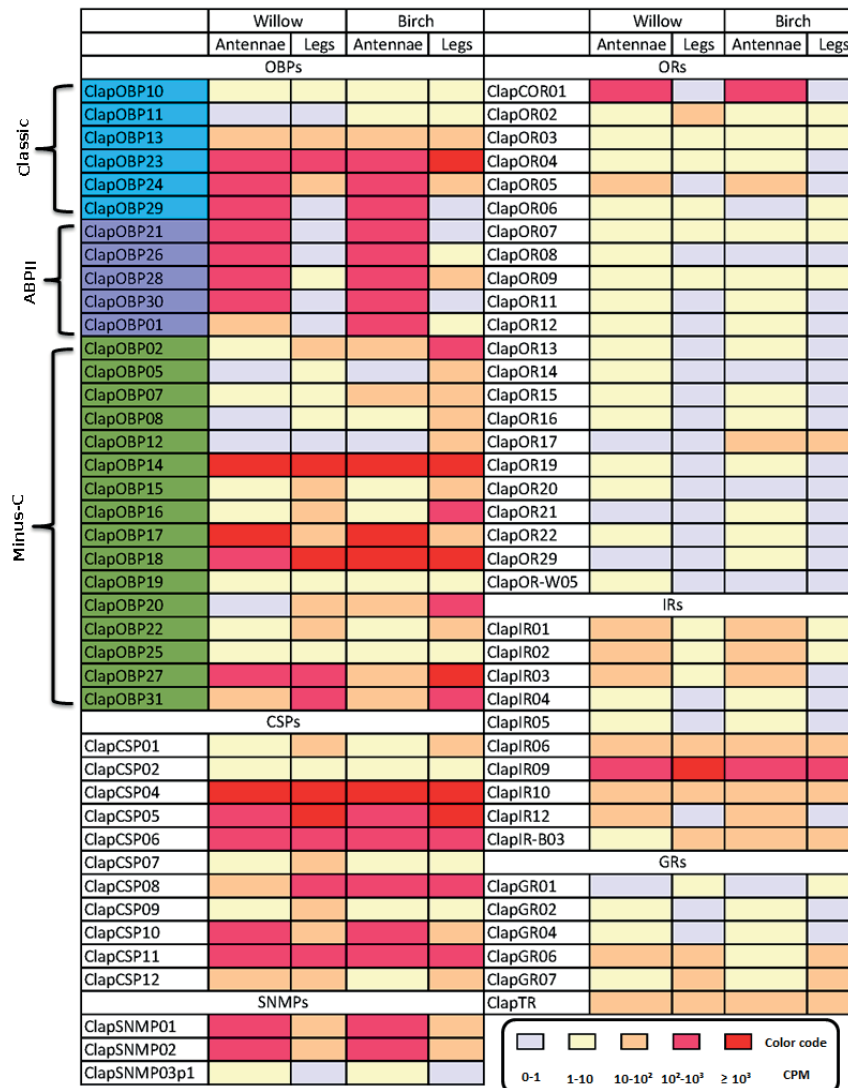 Willow Birch
Antennae Legs Antennae Legs
OBPs
Classic
ClapOBP10
ClapOBP11
ClapOBP13
ClapOBP23
ClapOBP24
ClapOBP29
ABPII
ClapOBP21
ClapOBP26
ClapOBP28
ClapOBP30
ClapOBP01
Minus-C
ClapOBP02
ClapOBP05
ClapOBP07
ClapOBP08
ClapOBP12
ClapOBP14
ClapOBP15
ClapOBP16
ClapOBP17
ClapOBP18
ClapOBP19
ClapOBP20
ClapOBP22
ClapOBP25
ClapOBP27
ClapOBP31
CSPs
ClapCSP01
ClapCSP02
ClapCSP04
ClapCSP05
ClapCSP06
ClapCSP07
ClapCSP08
ClapCSP09
ClapCSP10
ClapCSP11
ClapCSP12
SNMPs
ClapSNMP01
ClapSNMP02
ClapSNMP03p1
Willow Birch
Antennae Legs Antennae Legs
ORs
ClapCOR01
ClapOR02
ClapOR03
ClapOR04
ClapOR05
ClapOR06
ClapOR07
ClapOR08
ClapOR09
ClapOR11
ClapOR12
ClapOR13
ClapOR14
ClapOR15
ClapOR16
ClapOR17
ClapOR19
ClapOR20
ClapOR21
ClapOR22
ClapOR29
ClapOR-W05
IRs
ClapIR01
ClapIR02
ClapIR03
ClapIR04
ClapIR05
ClapIR06
ClapIR09
ClapIR10
ClapIR12
ClapIR-B03
GRs
ClapGR01
ClapGR02
ClapGR04
ClapGR06
ClapGR07
ClapTR
Color code
0-1 1-10 10-10² 10²-10³ ≥ 10³ CPM